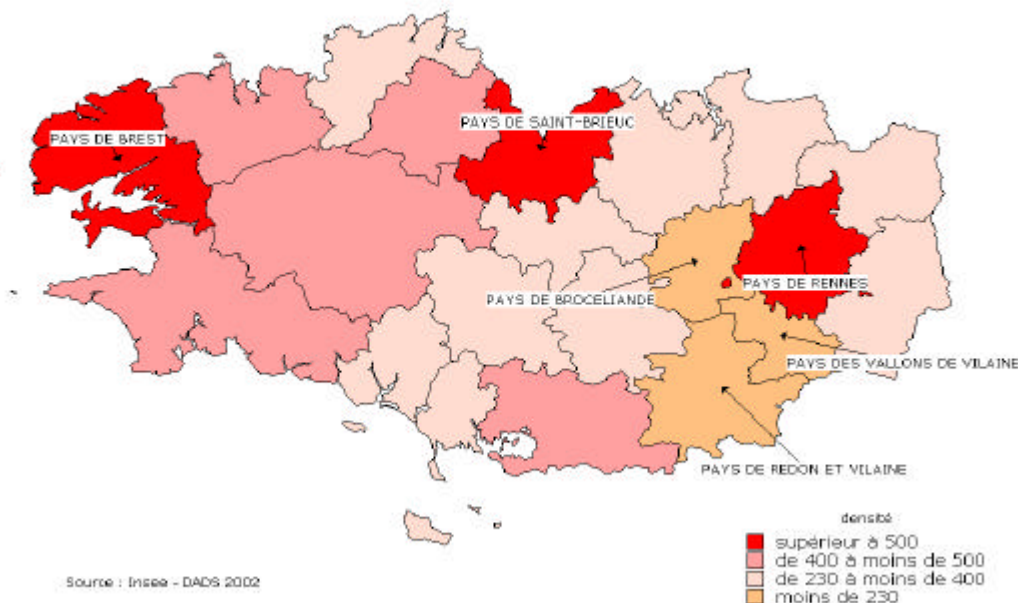 PAYS DE BREST
PAYS DE SAINT-BRIEUC
PAYS DE BROCELIANDE
PAYS DE RENNES
PAYS DES VALLONS DE VILAINE
PAYS DE REDON ET VILAINE
densité
supérieur à 500
de 400 à moins de 500
de 230 à moins de 400
moins de 230
Source : Insee - DADS 2002